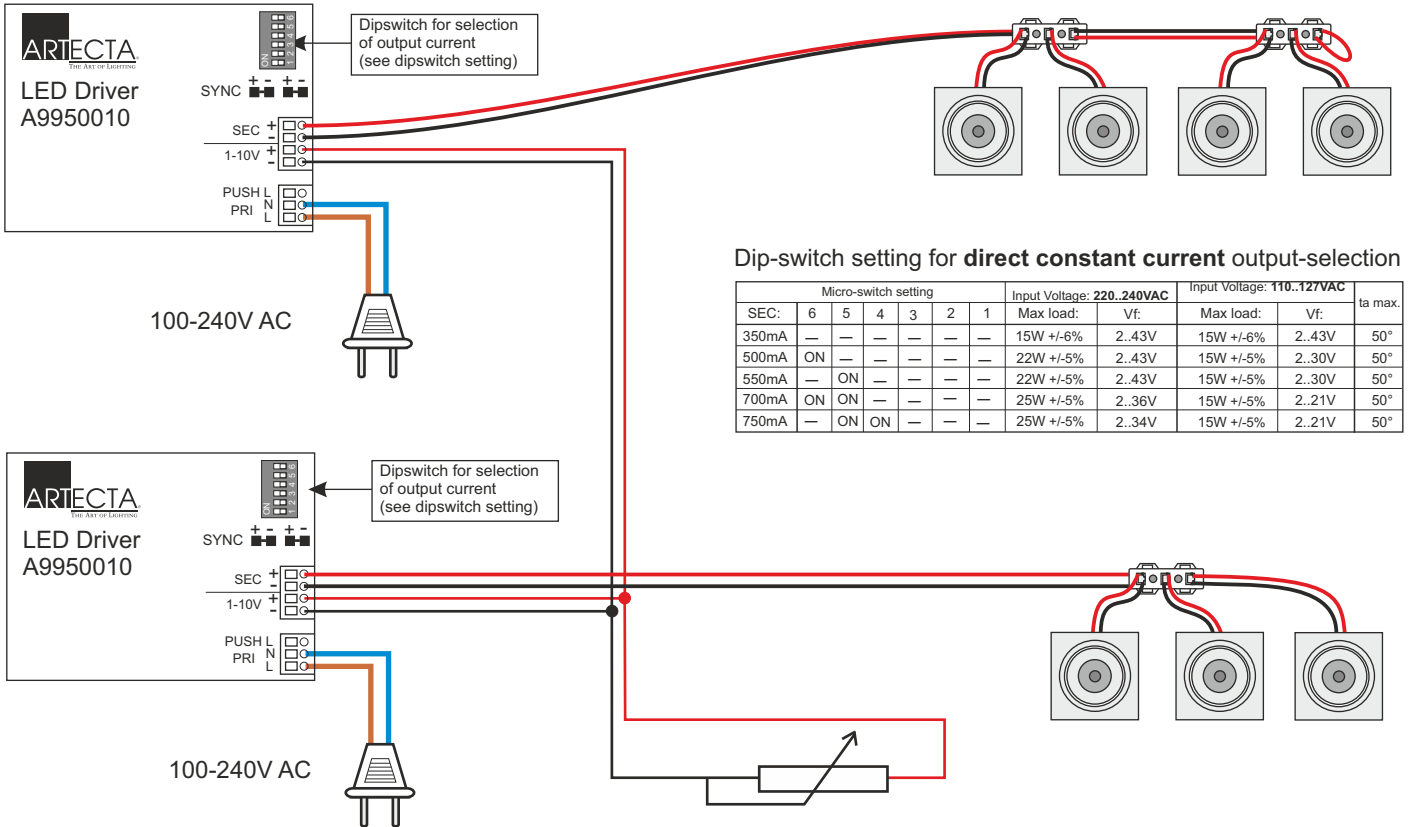 ARTECTA
THE ART OF LIGHTING
LED Driver
A9950010
ON
1 2 3 4 5 6
Dipswitch for selection
of output current
(see dipswitch setting)
+ - + -
SYNC
SEC +
-
1-10V +
-
PUSH L
PRI N
L
100-240V AC
Dip-switch setting for direct constant current output-selection
Micro-switch setting Input Voltage: 220..240VAC Input Voltage: 110..127VAC ta max.
SEC: 6 5 4 3 2 1 Max load: Vf: Max load: Vf:
350mA — — — — — — 15W +/-6% 2..43V 15W +/-6% 2..43V 50°
500mA ON — — — — — 22W +/-5% 2..43V 15W +/-5% 2..30V 50°
550mA — ON — — — — 22W +/-5% 2..43V 15W +/-5% 2..30V 50°
700mA ON ON — — — — 25W +/-5% 2..36V 15W +/-5% 2..21V 50°
750mA — ON ON — — — 25W +/-5% 2..34V 15W +/-5% 2..21V 50°
ARTECTA
THE ART OF LIGHTING
LED Driver
A9950010
ON
1 2 3 4 5 6
Dipswitch for selection
of output current
(see dipswitch setting)
+ - + -
SYNC
SEC +
-
1-10V +
-
PUSH L
PRI N
L
100-240V AC